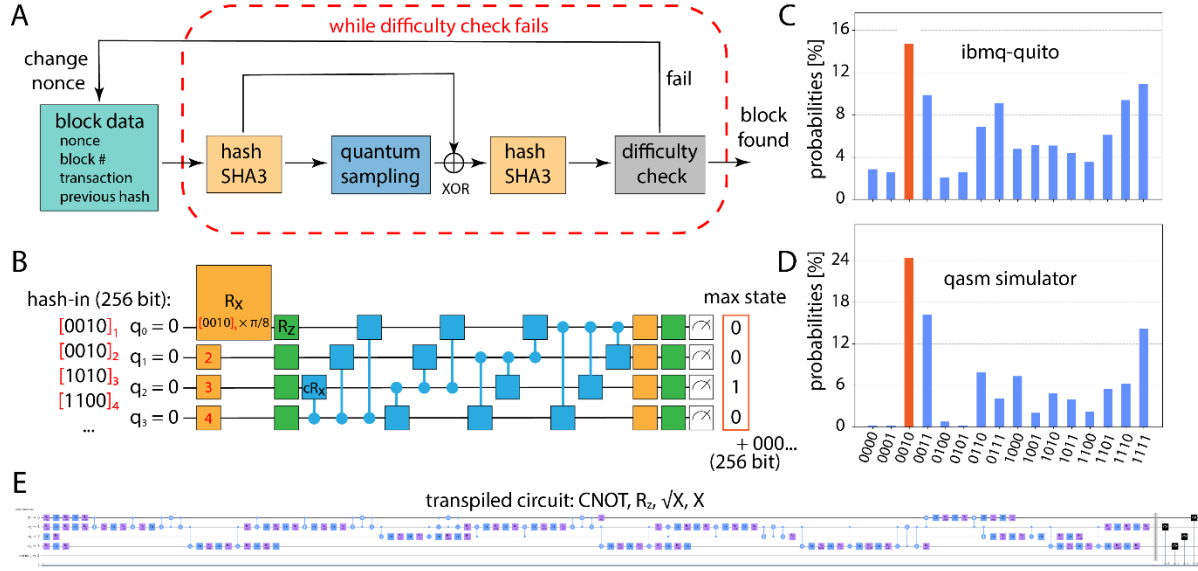 A
while difficulty check fails
change
nonce
fail
block data
nonce
block #
transaction
previous hash
hash
SHA3
quantum
sampling
XOR
hash
SHA3
difficulty
check
block
found
B
hash-in (256 bit):
[0010]₁
[0010]₂
[1010]₃
[1100]₄
...
q₀ = 0
q₁ = 0
q₂ = 0
q₃ = 0
Rₓ
[0010]₁ × π/8
2
3
4
R_Z
cRₓ
max state
0
0
1
0
+ 000...
(256 bit)
C
ibmq-quito
probabilities [%]
16
12
8
4
0
D
qasm simulator
probabilities [%]
24
18
12
6
0
0000
0001
0010
0011
0100
0101
0110
0111
1000
1001
1010
1011
1100
1101
1110
1111
E
transpiled circuit: CNOT, R_z, √X, X